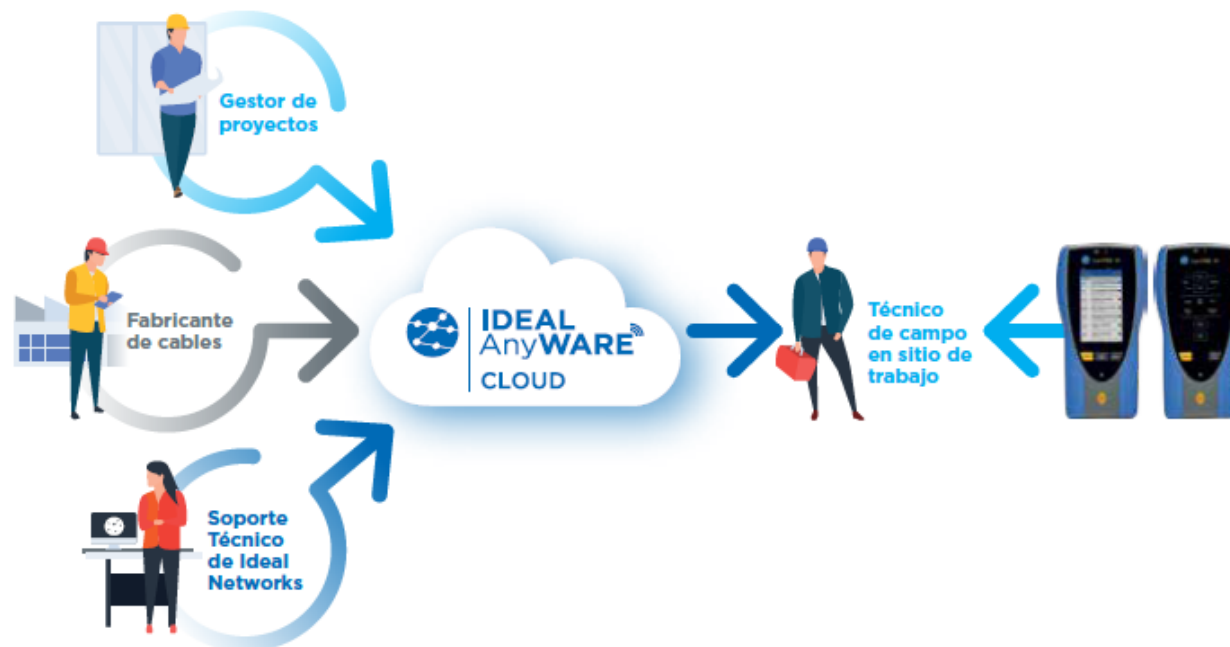 Gestor de
proyectos
Fabricante
de cables
IDEAL
AnyWARE
CLOUD
Técnico
de campo
en sitio de
trabajo
Soporte
Técnico
de Ideal
Networks